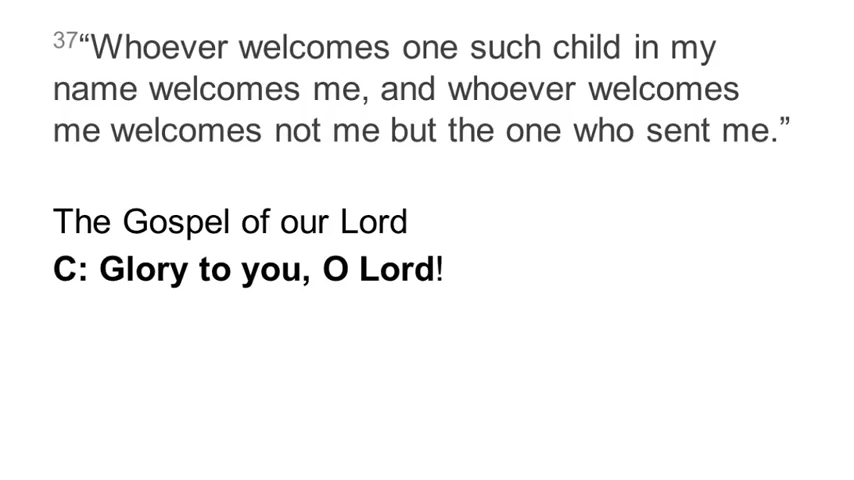 37“Whoever welcomes one such child in my
name welcomes me, and whoever welcomes
me welcomes not me but the one who sent me.”
The Gospel of our Lord
C: Glory to you, O Lord!